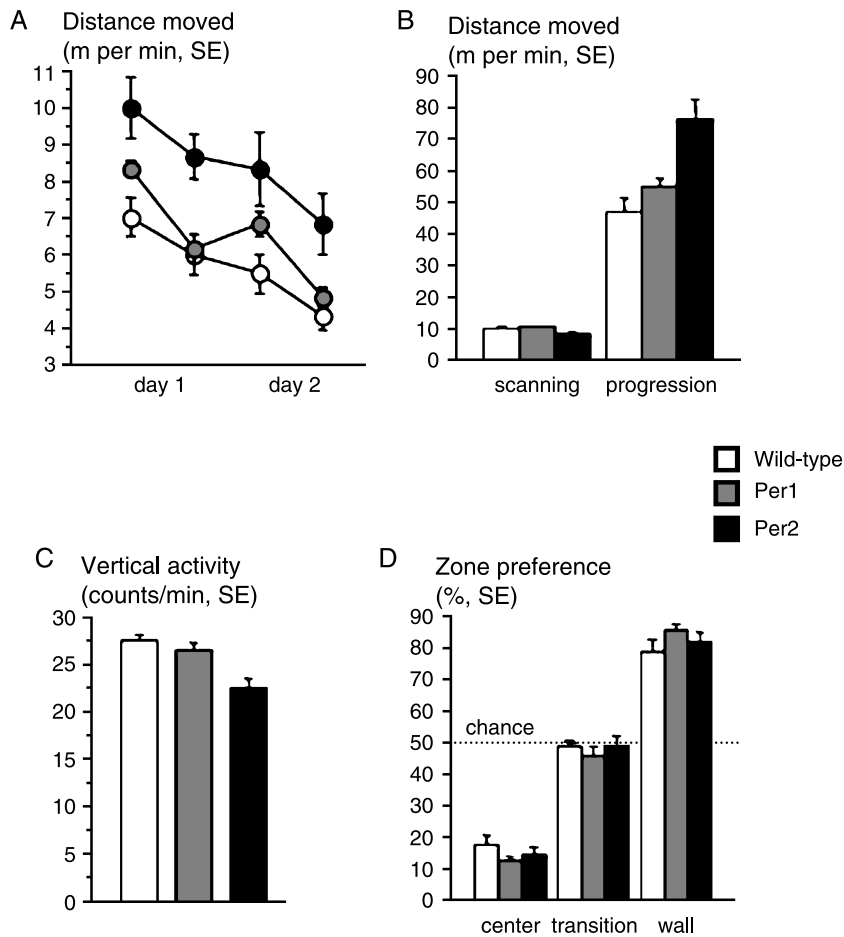 A
Distance moved
(m per min, SE)
11
10
9
8
7
6
5
4
3
day 1
day 2
B
Distance moved
(m per min, SE)
90
80
70
60
50
40
30
20
10
0
scanning
progression
Wild-type
Per1
Per2
C
Vertical activity
(counts/min, SE)
30
25
22
15
10
5
0
D
Zone preference
(%, SE)
90
80
70
60
50
40
30
20
10
0
chance
center
transition
wall